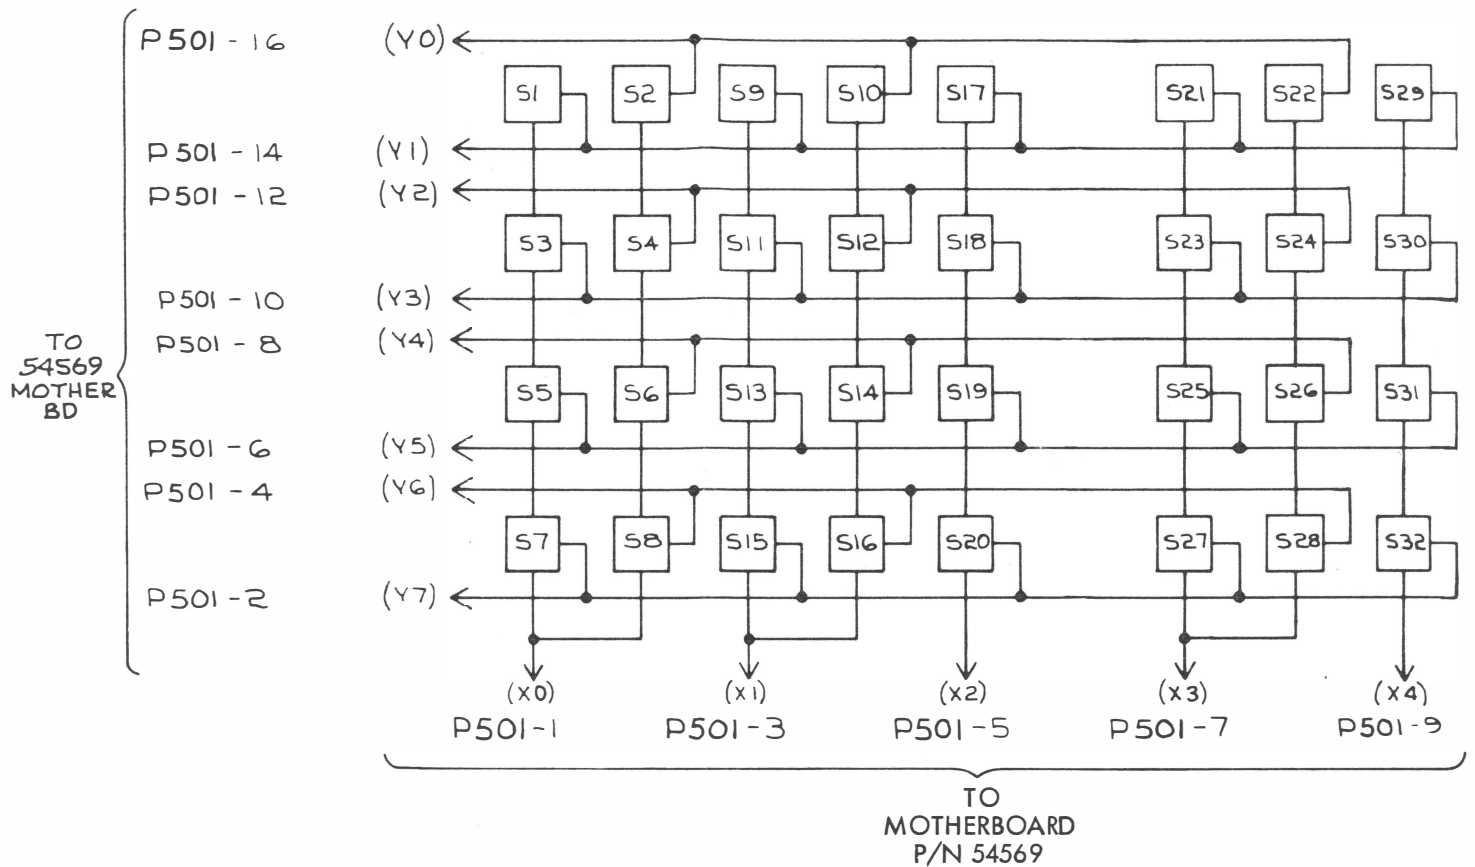 P501-16 (Y0)
S1 S2 S9 S10 S17 S21 S22 S29
P501-14 (Y1)
P501-12 (Y2)
S3 S4 S11 S12 S18 S23 S24 S30
P501-10 (Y3)
P501-8 (Y4)
TO
54569
MOTHER
BD
S5 S6 S13 S14 S19 S25 S26 S31
P501-6 (Y5)
P501-4 (Y6)
S7 S8 S15 S16 S20 S27 S28 S32
P501-2 (Y7)
(X0) (X1) (X2) (X3) (X4)
P501-1 P501-3 P501-5 P501-7 P501-9
TO
MOTHERBOARD
P/N 54569